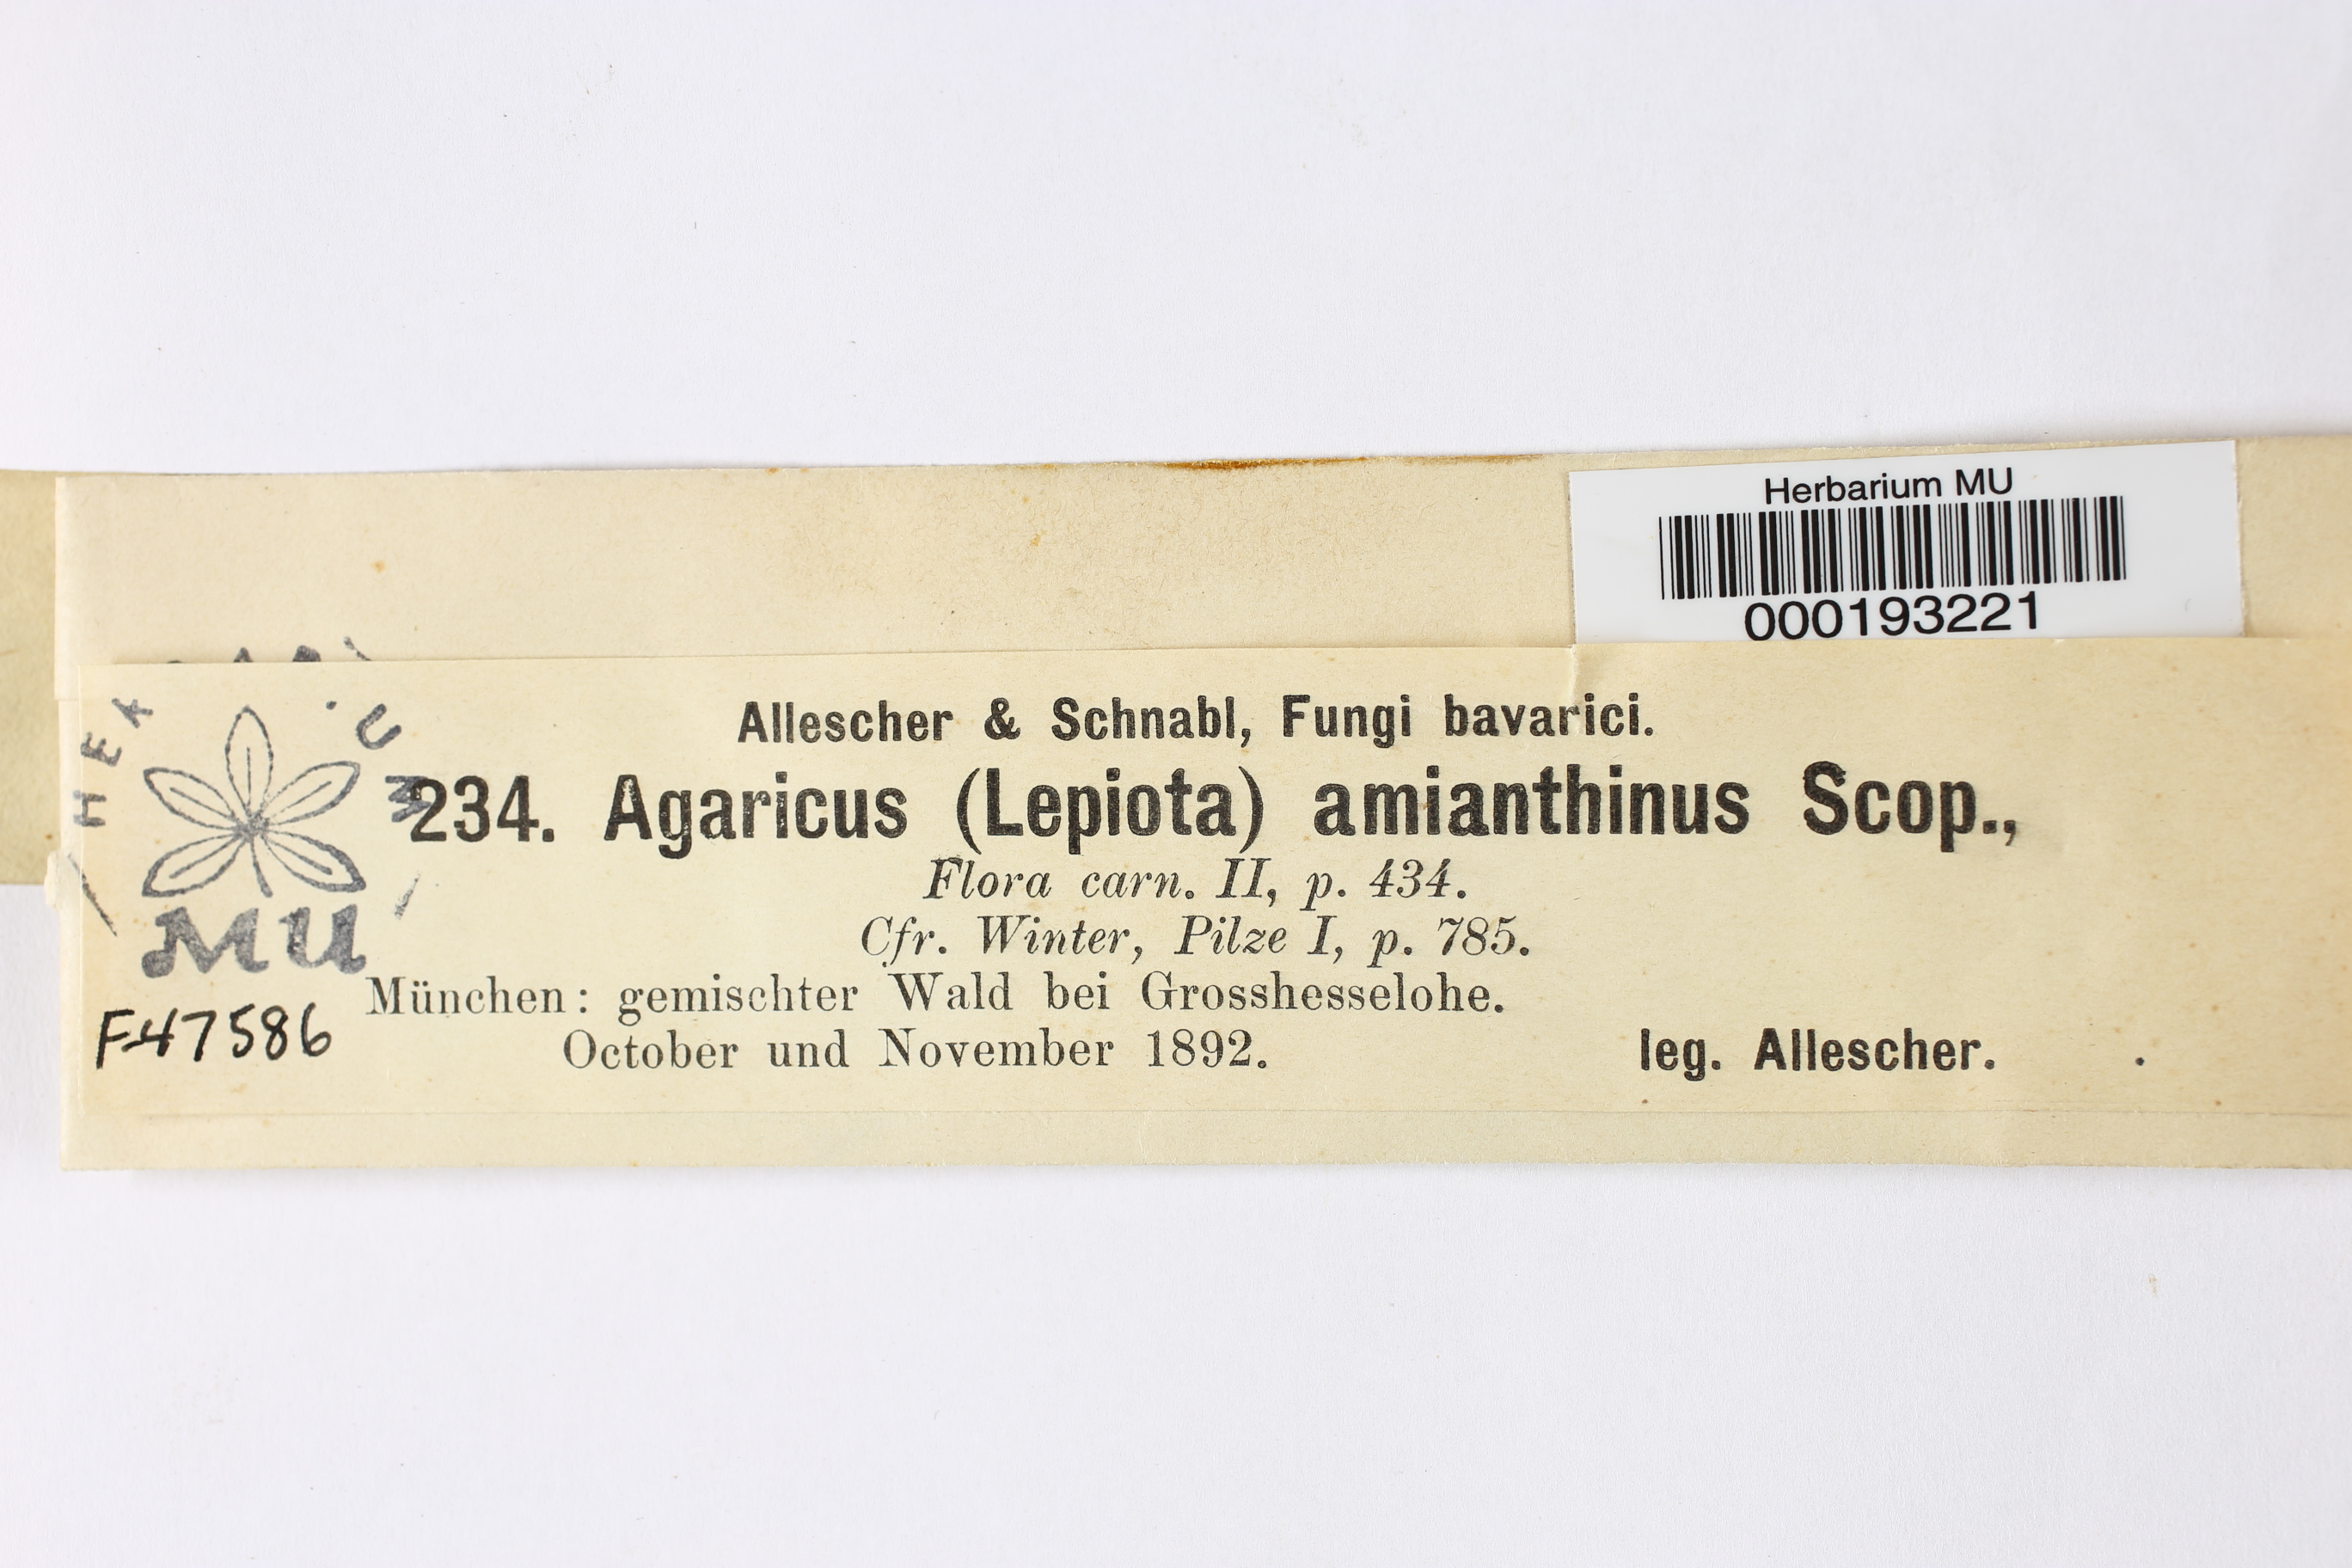 Herbarium MU
000193221
Allescher & Schnabl, Fungi bavarici.
234. Agaricus (Lepiota) amianthinus Scop.,
Flora carn. II, p. 434.
Cfr. Winter, Pilze I, p. 785.
MU
München: gemischter Wald bei Grosshesselohe.
F-47586
October und November 1892. leg. Allescher.